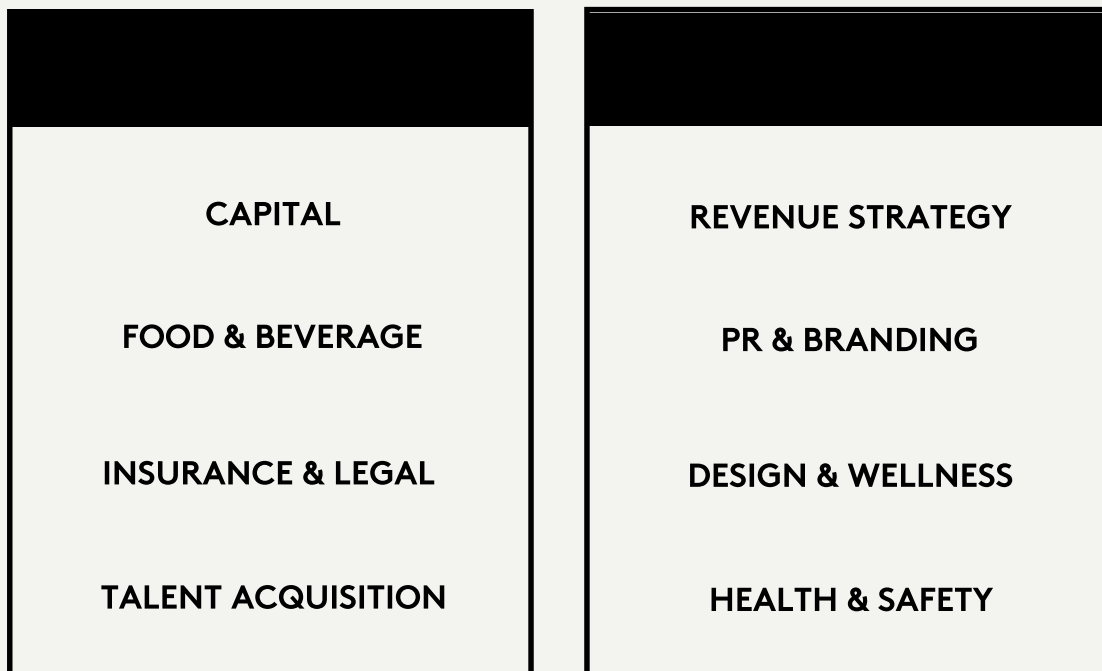 CAPITAL
FOOD & BEVERAGE
INSURANCE & LEGAL
TALENT ACQUISITION
REVENUE STRATEGY
PR & BRANDING
DESIGN & WELLNESS
HEALTH & SAFETY